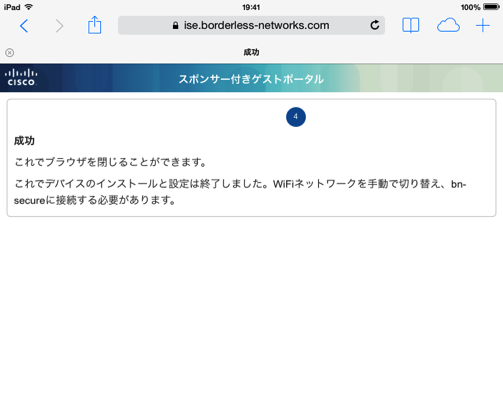 iPad 19:41 100%
ise.borderless-networks.com
成功
CISCO スポンサー付きゲストポータル
4
成功
これでブラウザを閉じることができます。
これでデバイスのインストールと設定は終了しました。WiFiネットワークを手動で切り替え、bn-
secureに接続する必要があります。